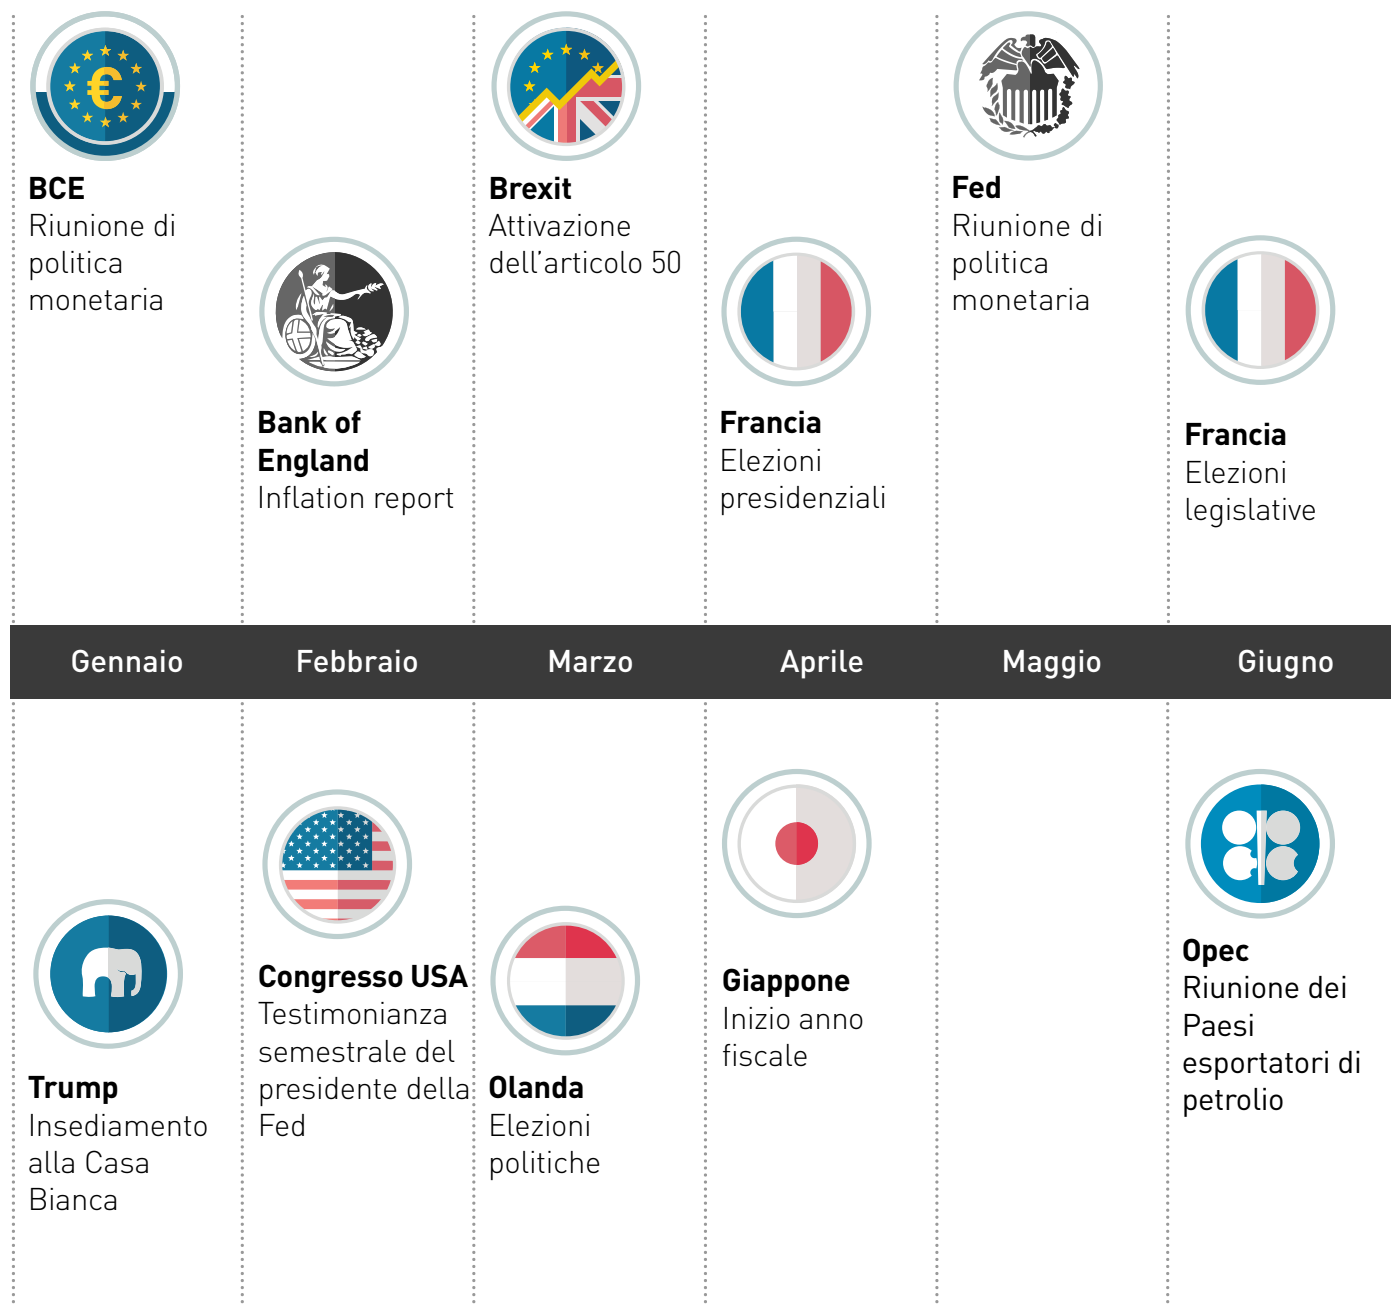 BCE
Riunione di
politica
monetaria
Bank of
England
Inflation report
Brexit
Attivazione
dell’articolo 50
Francia
Elezioni
presidenziali
Fed
Riunione di
politica
monetaria
Francia
Elezioni
legislative
Gennaio
Febbraio
Marzo
Aprile
Maggio
Giugno
Trump
Insediamento
alla Casa
Bianca
Congresso USA
Testimonianza
semestrale del
presidente della
Fed
Olanda
Elezioni
politiche
Giappone
Inizio anno
fiscale
Opec
Riunione dei
Paesi
esportatori di
petrolio